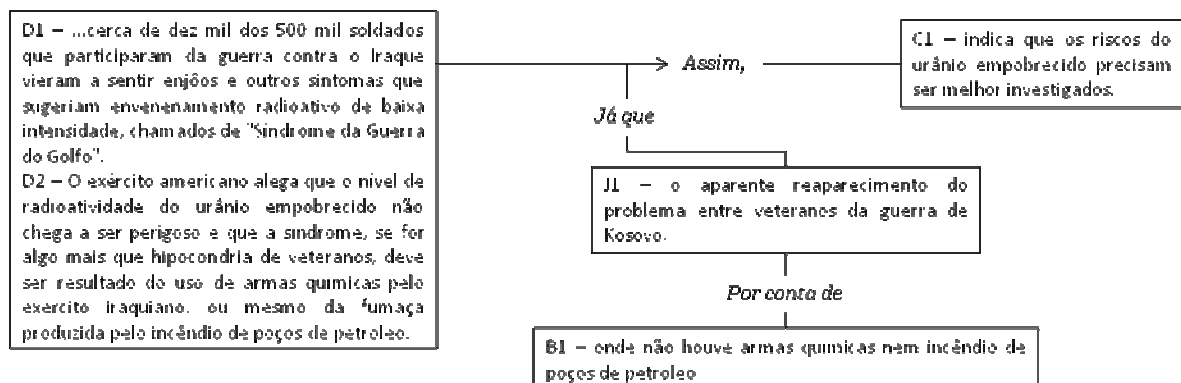 D1 – ...cerca de dez mil dos 500 mil soldados
que participaram da guerra contra o Iraque
vieram a sentir enjôos e outros sintomas que
sugeriam envenenamento radioativo de baixa
intensidade, chamados de "Síndrome da Guerra
do Golfo".
D2 – O exército americano alega que o nível de
radioatividade do urânio empobrecido não
chega a ser perigoso e que a síndrome, se for
algo mais que hipocondria de veteranos, deve
ser resultado do uso de armas químicas pelo
exército iraquiano, ou mesmo da fumaça
produzida pelo incêndio de poços de petróleo.
Assim,
C1 – indica que os riscos do
urânio empobrecido precisam
ser melhor investigados.
Já que
J1 – o aparente reaparecimento do
problema entre veteranos da guerra de
Kosovo.
Por conta de
B1 – onde não houve armas químicas nem incêndio de
poços de petróleo